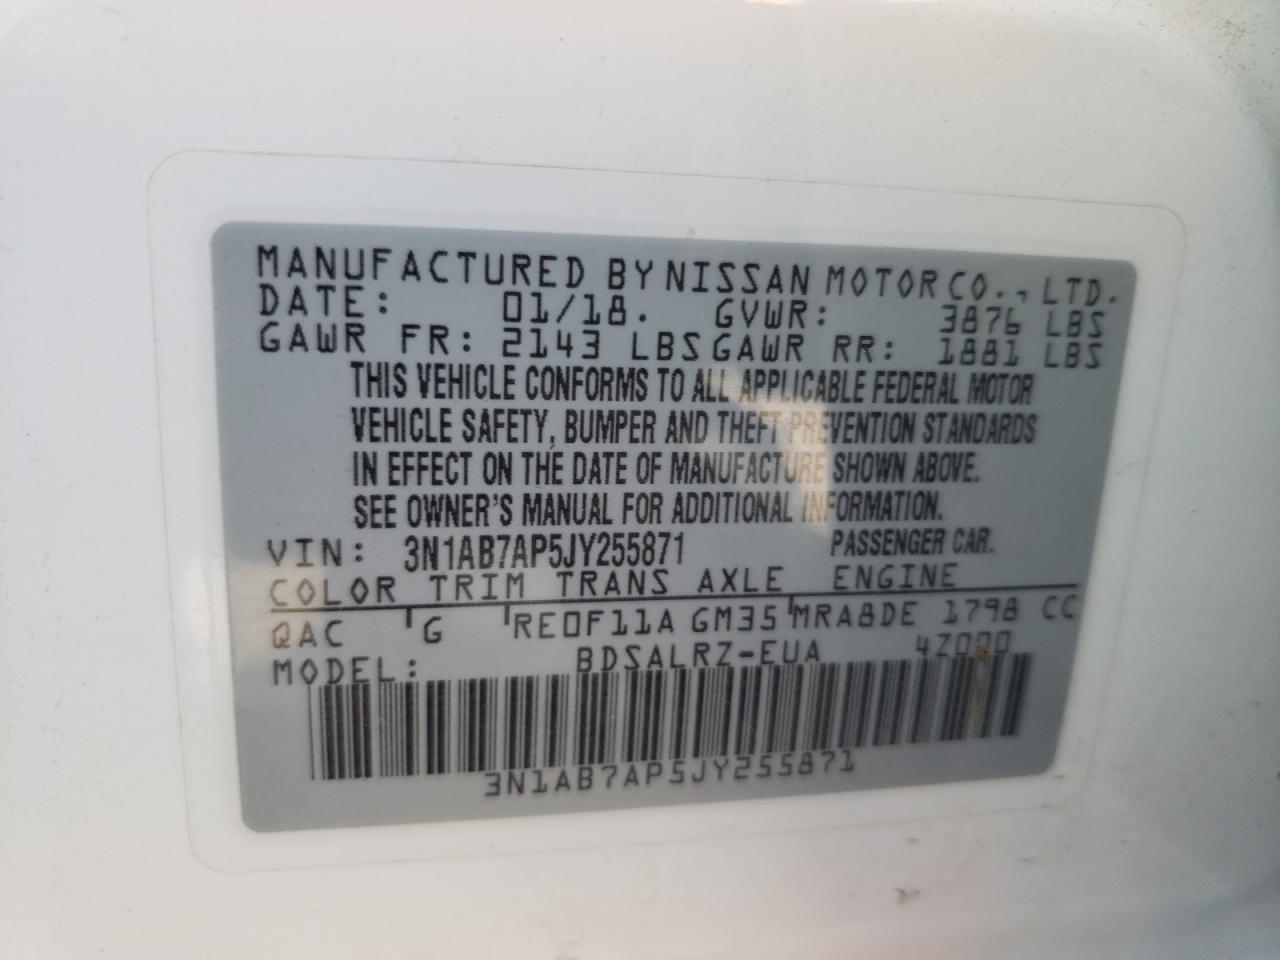 MANUFACTURED BY NISSAN MOTOR CO., LTD.
DATE: 01/18. GVWR: 3876 LBS
GAWR FR: 2143 LBS GAWR RR: 1881 LBS
THIS VEHICLE CONFORMS TO ALL APPLICABLE FEDERAL MOTOR
VEHICLE SAFETY, BUMPER AND THEFT PREVENTION STANDARDS
IN EFFECT ON THE DATE OF MANUFACTURE SHOWN ABOVE.
SEE OWNER'S MANUAL FOR ADDITIONAL INFORMATION.
VIN: 3N1AB7AP5JY255871 PASSENGER CAR.
COLOR TRIM TRANS AXLE ENGINE
QAC G RE0F11A GM35 MRA8DE 1798 CC
MODEL: BDSALRZ-EUA 4Z000
3N1AB7AP5JY255871